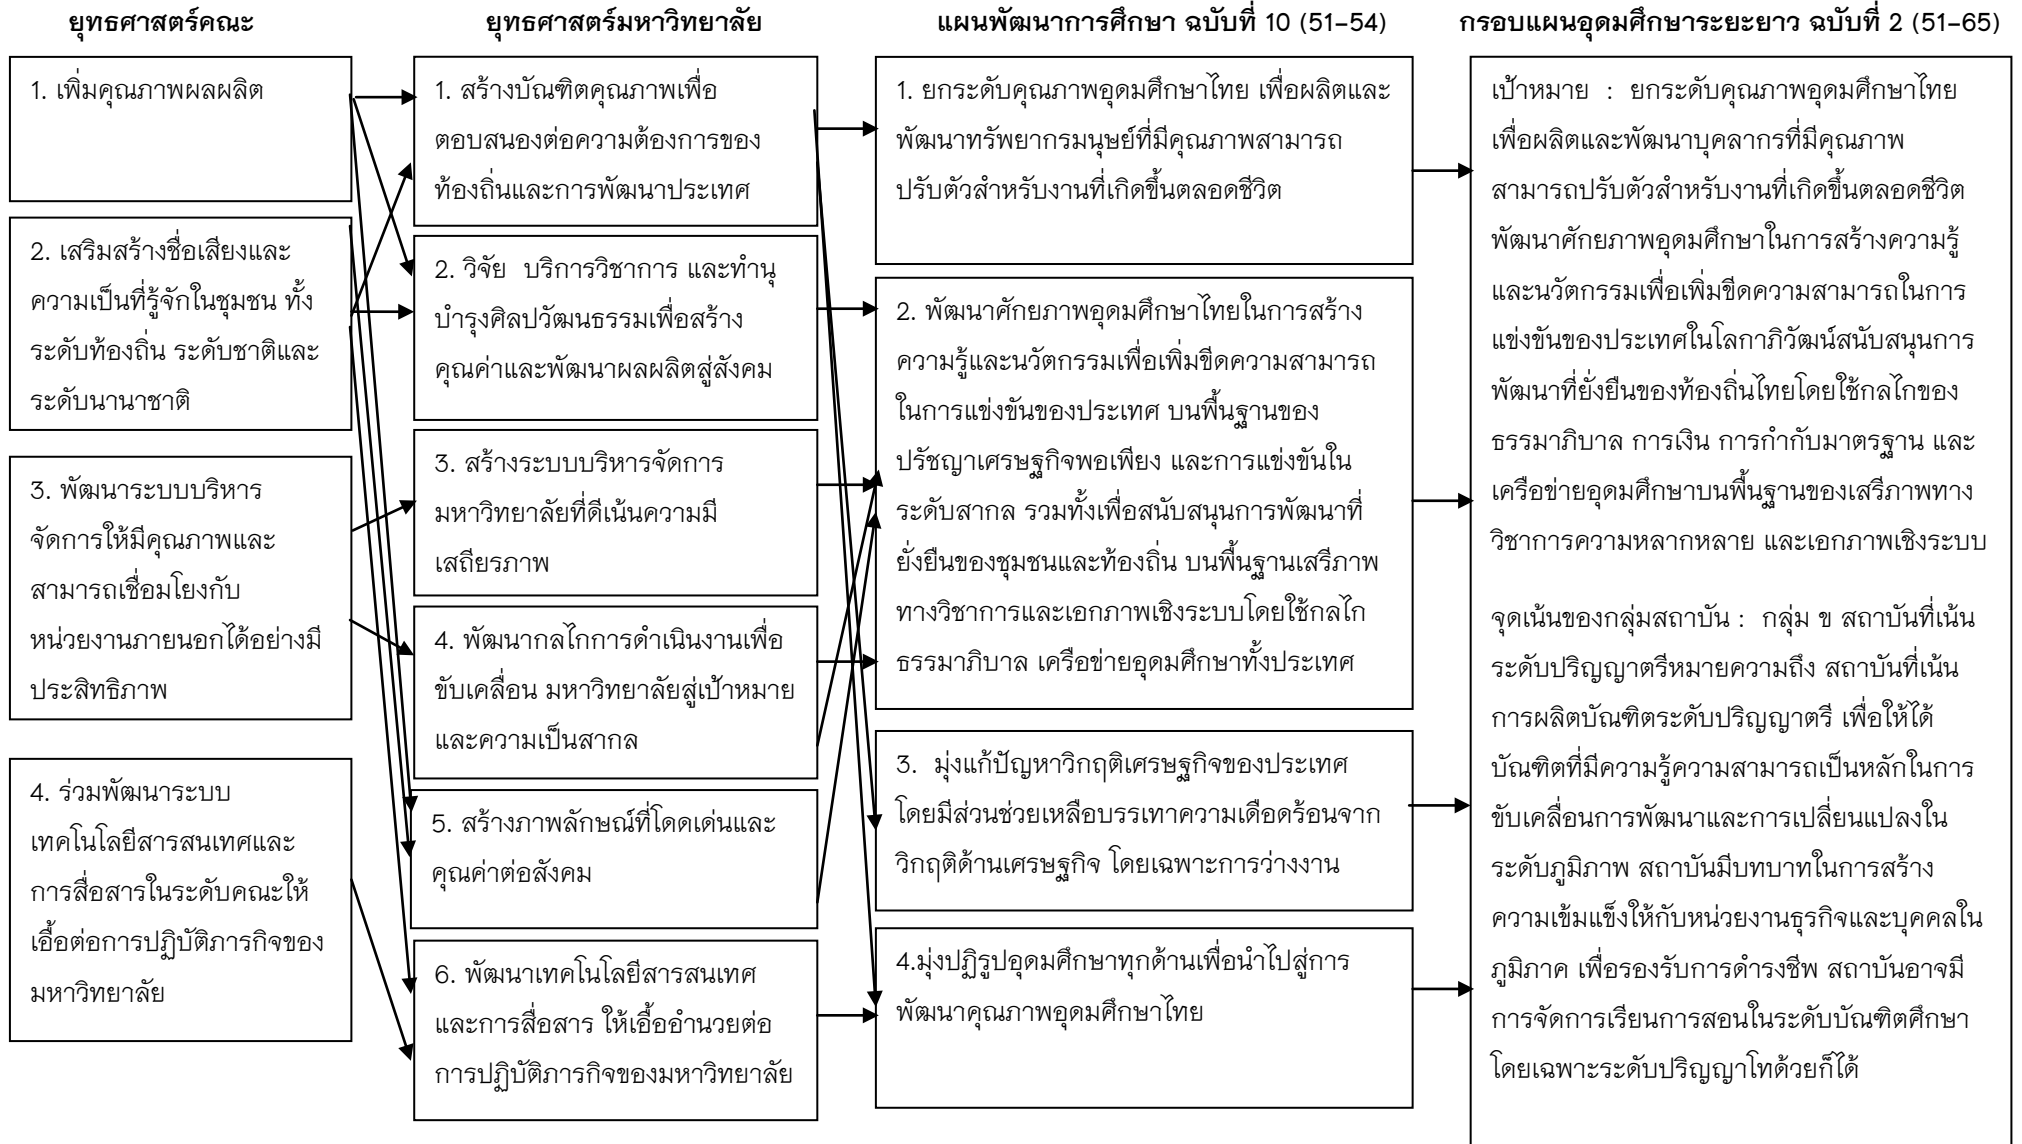 ยุทธศาสตร์คณะ
1. เพิ่มคุณภาพผลผลิต
2. เสริมสร้างชื่อเสียงและ
ความเป็นที่รู้จักในชุมชน ทั้ง
ระดับท้องถิ่น ระดับชาติและ
ระดับนานาชาติ
3. พัฒนาระบบบริหาร
จัดการให้มีคุณภาพและ
สามารถเชื่อมโยงกับ
หน่วยงานภายนอกได้อย่างมี
ประสิทธิภาพ
4. ร่วมพัฒนาระบบ
เทคโนโลยีสารสนเทศและ
การสื่อสารในระดับคณะให้
เอื้อต่อการปฏิบัติภารกิจของ
มหาวิทยาลัย
ยุทธศาสตร์มหาวิทยาลัย
1. สร้างบัณฑิตคุณภาพเพื่อ
ตอบสนองต่อความต้องการของ
ท้องถิ่นและการพัฒนาประเทศ
2. วิจัย บริการวิชาการ และทำนุ
บำรุงศิลปวัฒนธรรมเพื่อสร้าง
คุณค่าและพัฒนาผลผลิตสู่สังคม
3. สร้างระบบบริหารจัดการ
มหาวิทยาลัยที่ดีเน้นความมี
เสถียรภาพ
4. พัฒนากลไกการดำเนินงานเพื่อ
ขับเคลื่อน มหาวิทยาลัยสู่เป้าหมาย
และความเป็นสากล
5. สร้างภาพลักษณ์ที่โดดเด่นและ
คุณค่าต่อสังคม
6. พัฒนาเทคโนโลยีสารสนเทศ
และการสื่อสาร ให้เอื้ออำนวยต่อ
การปฏิบัติภารกิจของมหาวิทยาลัย
แผนพัฒนาการศึกษา ฉบับที่ 10 (51-54)
1. ยกระดับคุณภาพอุดมศึกษาไทย เพื่อผลิตและ
พัฒนาทรัพยากรมนุษย์ที่มีคุณภาพสามารถ
ปรับตัวสำหรับงานที่เกิดขึ้นตลอดชีวิต
2. พัฒนาศักยภาพอุดมศึกษาไทยในการสร้าง
ความรู้และนวัตกรรมเพื่อเพิ่มขีดความสามารถ
ในการแข่งขันของประเทศ บนพื้นฐานของ
ปรัชญาเศรษฐกิจพอเพียง และการแข่งขันใน
ระดับสากล รวมทั้งเพื่อสนับสนุนการพัฒนาที่
ยั่งยืนของชุมชนและท้องถิ่น บนพื้นฐานเสรีภาพ
ทางวิชาการและเอกภาพเชิงระบบโดยใช้กลไก
ธรรมาภิบาล เครือข่ายอุดมศึกษาทั้งประเทศ
3. มุ่งแก้ปัญหาวิกฤติเศรษฐกิจของประเทศ
โดยมีส่วนช่วยเหลือบรรเทาความเดือดร้อนจาก
วิกฤติด้านเศรษฐกิจ โดยเฉพาะการว่างงาน
4.มุ่งปฏิรูปอุดมศึกษาทุกด้านเพื่อนำไปสู่การ
พัฒนาคุณภาพอุดมศึกษาไทย
กรอบแผนอุดมศึกษาระยะยาว ฉบับที่ 2 (51-65)
เป้าหมาย : ยกระดับคุณภาพอุดมศึกษาไทย
เพื่อผลิตและพัฒนาบุคลากรที่มีคุณภาพ
สามารถปรับตัวสำหรับงานที่เกิดขึ้นตลอดชีวิต
พัฒนาศักยภาพอุดมศึกษาในการสร้างความรู้
และนวัตกรรมเพื่อเพิ่มขีดความสามารถในการ
แข่งขันของประเทศในโลกาภิวัฒน์สนับสนุนการ
พัฒนาที่ยั่งยืนของท้องถิ่นไทยโดยใช้กลไกของ
ธรรมาภิบาล การเงิน การกำกับมาตรฐาน และ
เครือข่ายอุดมศึกษาบนพื้นฐานของเสรีภาพทาง
วิชาการความหลากหลาย และเอกภาพเชิงระบบ
จุดเน้นของกลุ่มสถาบัน : กลุ่ม ข สถาบันที่เน้น
ระดับปริญญาตรีหมายความถึง สถาบันที่เน้น
การผลิตบัณฑิตระดับปริญญาตรี เพื่อให้ได้
บัณฑิตที่มีความรู้ความสามารถเป็นหลักในการ
ขับเคลื่อนการพัฒนาและการเปลี่ยนแปลงใน
ระดับภูมิภาพ สถาบันมีบทบาทในการสร้าง
ความเข้มแข็งให้กับหน่วยงานธุรกิจและบุคคลใน
ภูมิภาค เพื่อรองรับการดำรงชีพ สถาบันอาจมี
การจัดการเรียนการสอนในระดับบัณฑิตศึกษา
โดยเฉพาะระดับปริญญาโทด้วยก็ได้